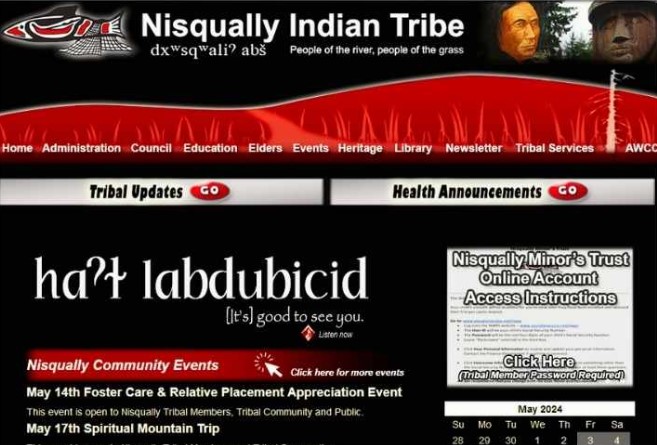 Nisqually Indian Tribe
dxʷsqʷaliʔ abš People of the river, people of the grass
Home Administration Council Education Elders Events Heritage Library Newsletter Tribal Services AWCC
Tribal Updates GO Health Announcements GO
haʔɬ labdubicid
[It's] good to see you.
Listen now
Nisqually Minor's Trust
Online Account
Access Instructions
Click Here
(Tribal Member Password Required)
Nisqually Community Events Click here for more events
May 14th Foster Care & Relative Placement Appreciation Event
This event is open to Nisqually Tribal Members, Tribal Community and Public.
May 17th Spiritual Mountain Trip
May 2024
Su Mo Tu We Th Fr Sa
28 29 30 1 2 3 4